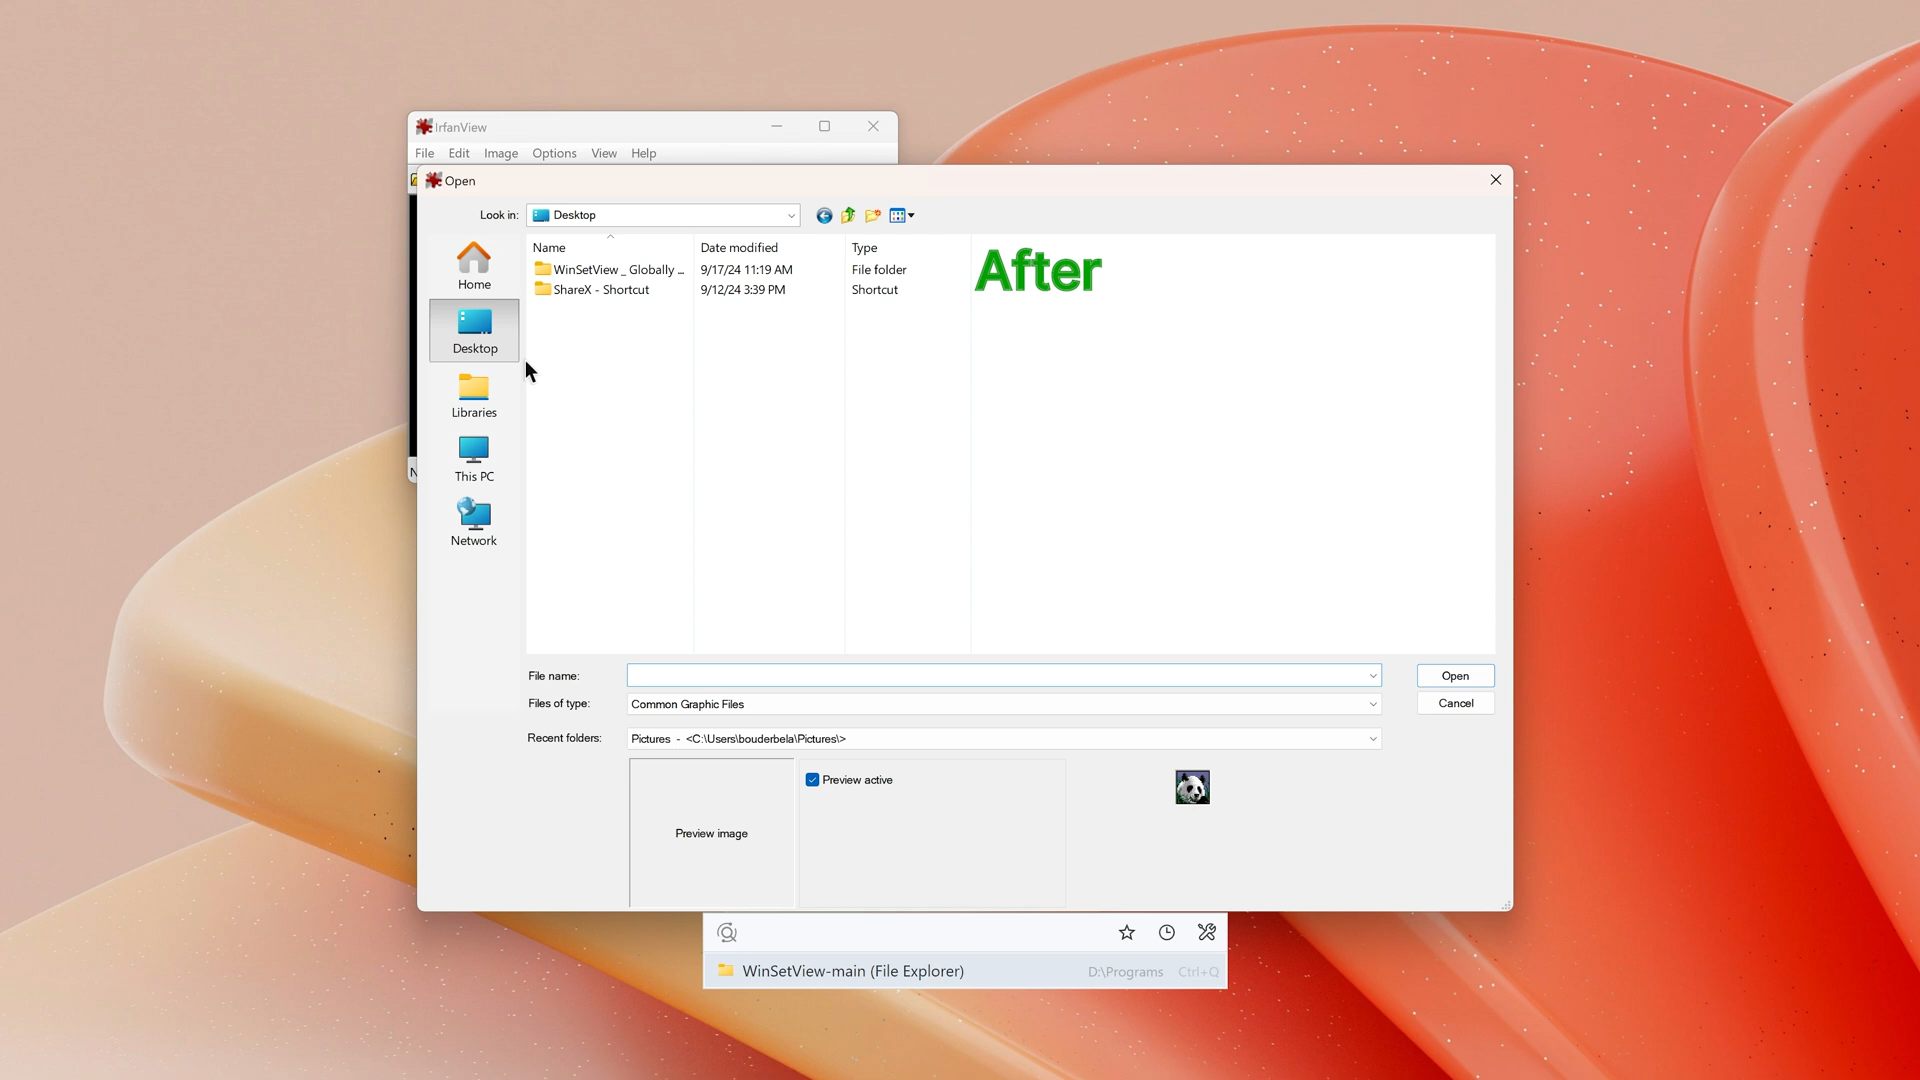 IrfanView
File Edit Image Options View Help
Open
Look in: Desktop
Name Date modified Type
WinSetView _ Globally ... 9/17/24 11:19 AM File folder
ShareX - Shortcut 9/12/24 3:39 PM Shortcut
After
Home
Desktop
Libraries
This PC
Network
N
File name: Open
Files of type: Common Graphic Files Cancel
Recent folders: Pictures - <C:\Users\bouderbela\Pictures\>
Preview active
Preview image
WinSetView-main (File Explorer) D:\Programs Ctrl+Q